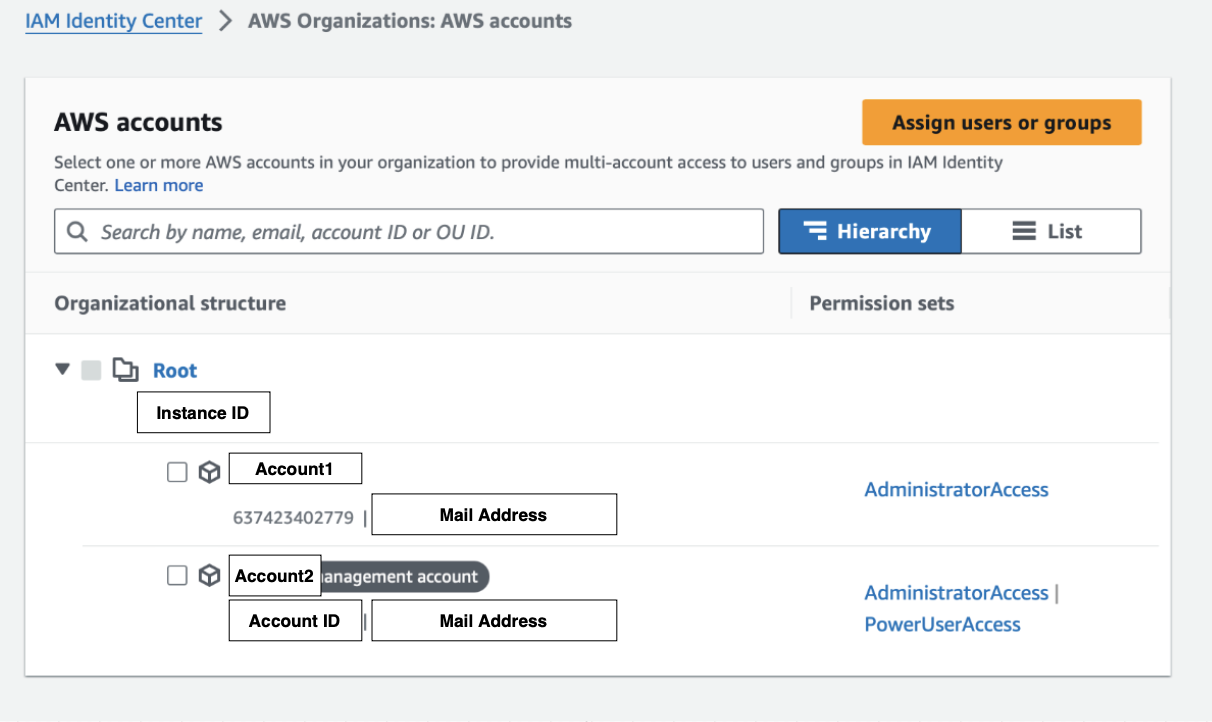 IAM Identity Center > AWS Organizations: AWS accounts
AWS accounts
Assign users or groups
Select one or more AWS accounts in your organization to provide multi-account access to users and groups in IAM Identity
Center. Learn more
Search by name, email, account ID or OU ID.
Hierarchy
List
Organizational structure
Permission sets
Root
Instance ID
Account1
637423402779 | Mail Address
AdministratorAccess
Account2 anagement account
Account ID | Mail Address
AdministratorAccess |
PowerUserAccess